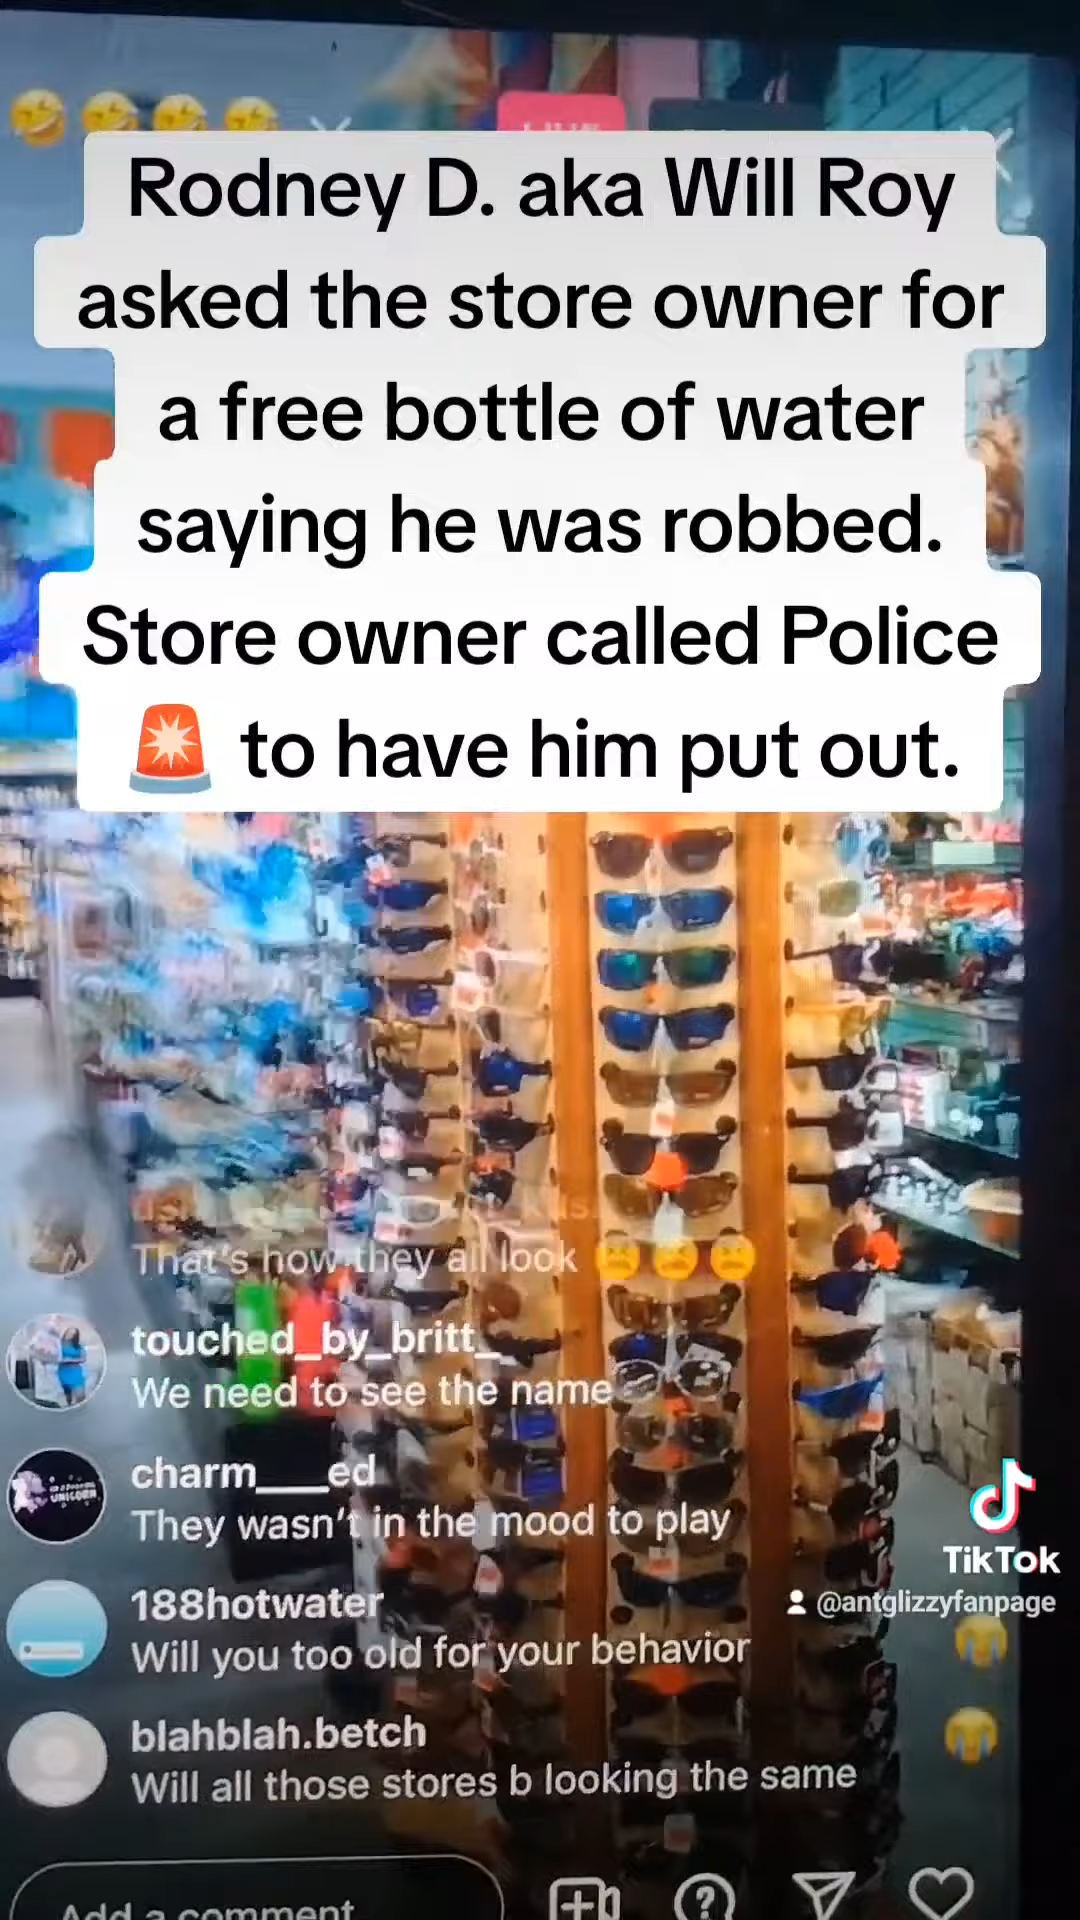 Rodney D. aka Will Roy
asked the store owner for
a free bottle of water
saying he was robbed.
Store owner called Police
🚨 to have him put out.
That's how they all look 😫 😫 😫
touched_by_britt_
We need to see the name
charm____ed
They wasn't in the mood to play
188hotwater
Will you too old for your behavior
blahblah.betch
Will all those stores b looking the same
TikTok
@antglizzyfanpage
Add a comment